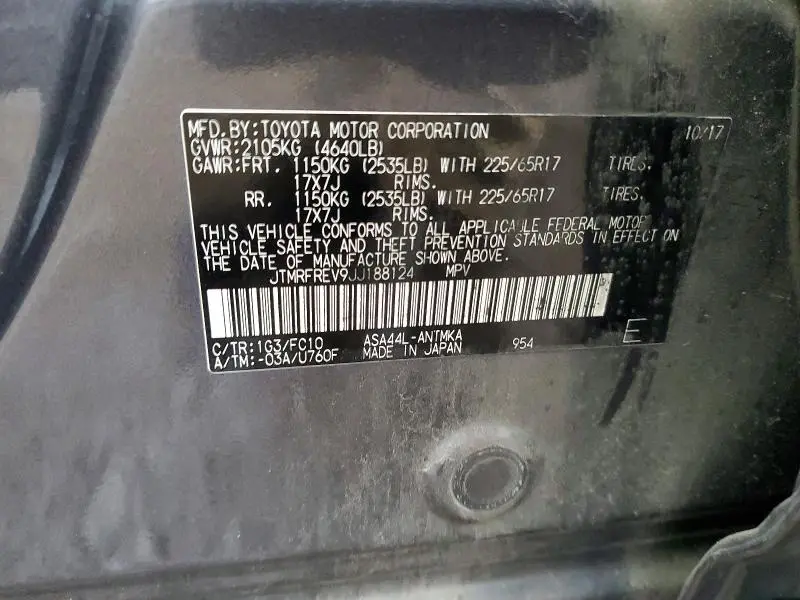 MFD.BY:TOYOTA MOTOR CORPORATION 10/17
GVWR:2105KG (4640LB)
GAWR:FRT. 1150KG (2535LB) WITH 225/65R17 TIRES.
17X7J RIMS.
RR. 1150KG (2535LB) WITH 225/65R17 TIRES.
17X7J RIMS.
THIS VEHICLE CONFORMS TO ALL APPLICABLE FEDERAL MOTOR
VEHICLE SAFETY AND THEFT PREVENTION STANDARDS IN EFFECT ON
THE DATE OF MANUFACTURE SHOWN ABOVE.
JTMRFREV9JJ188124 MPV
C/TR:1G3/FC10 ASA44L-ANTMKA 954 E
A/TM:-03A/U760F MADE IN JAPAN